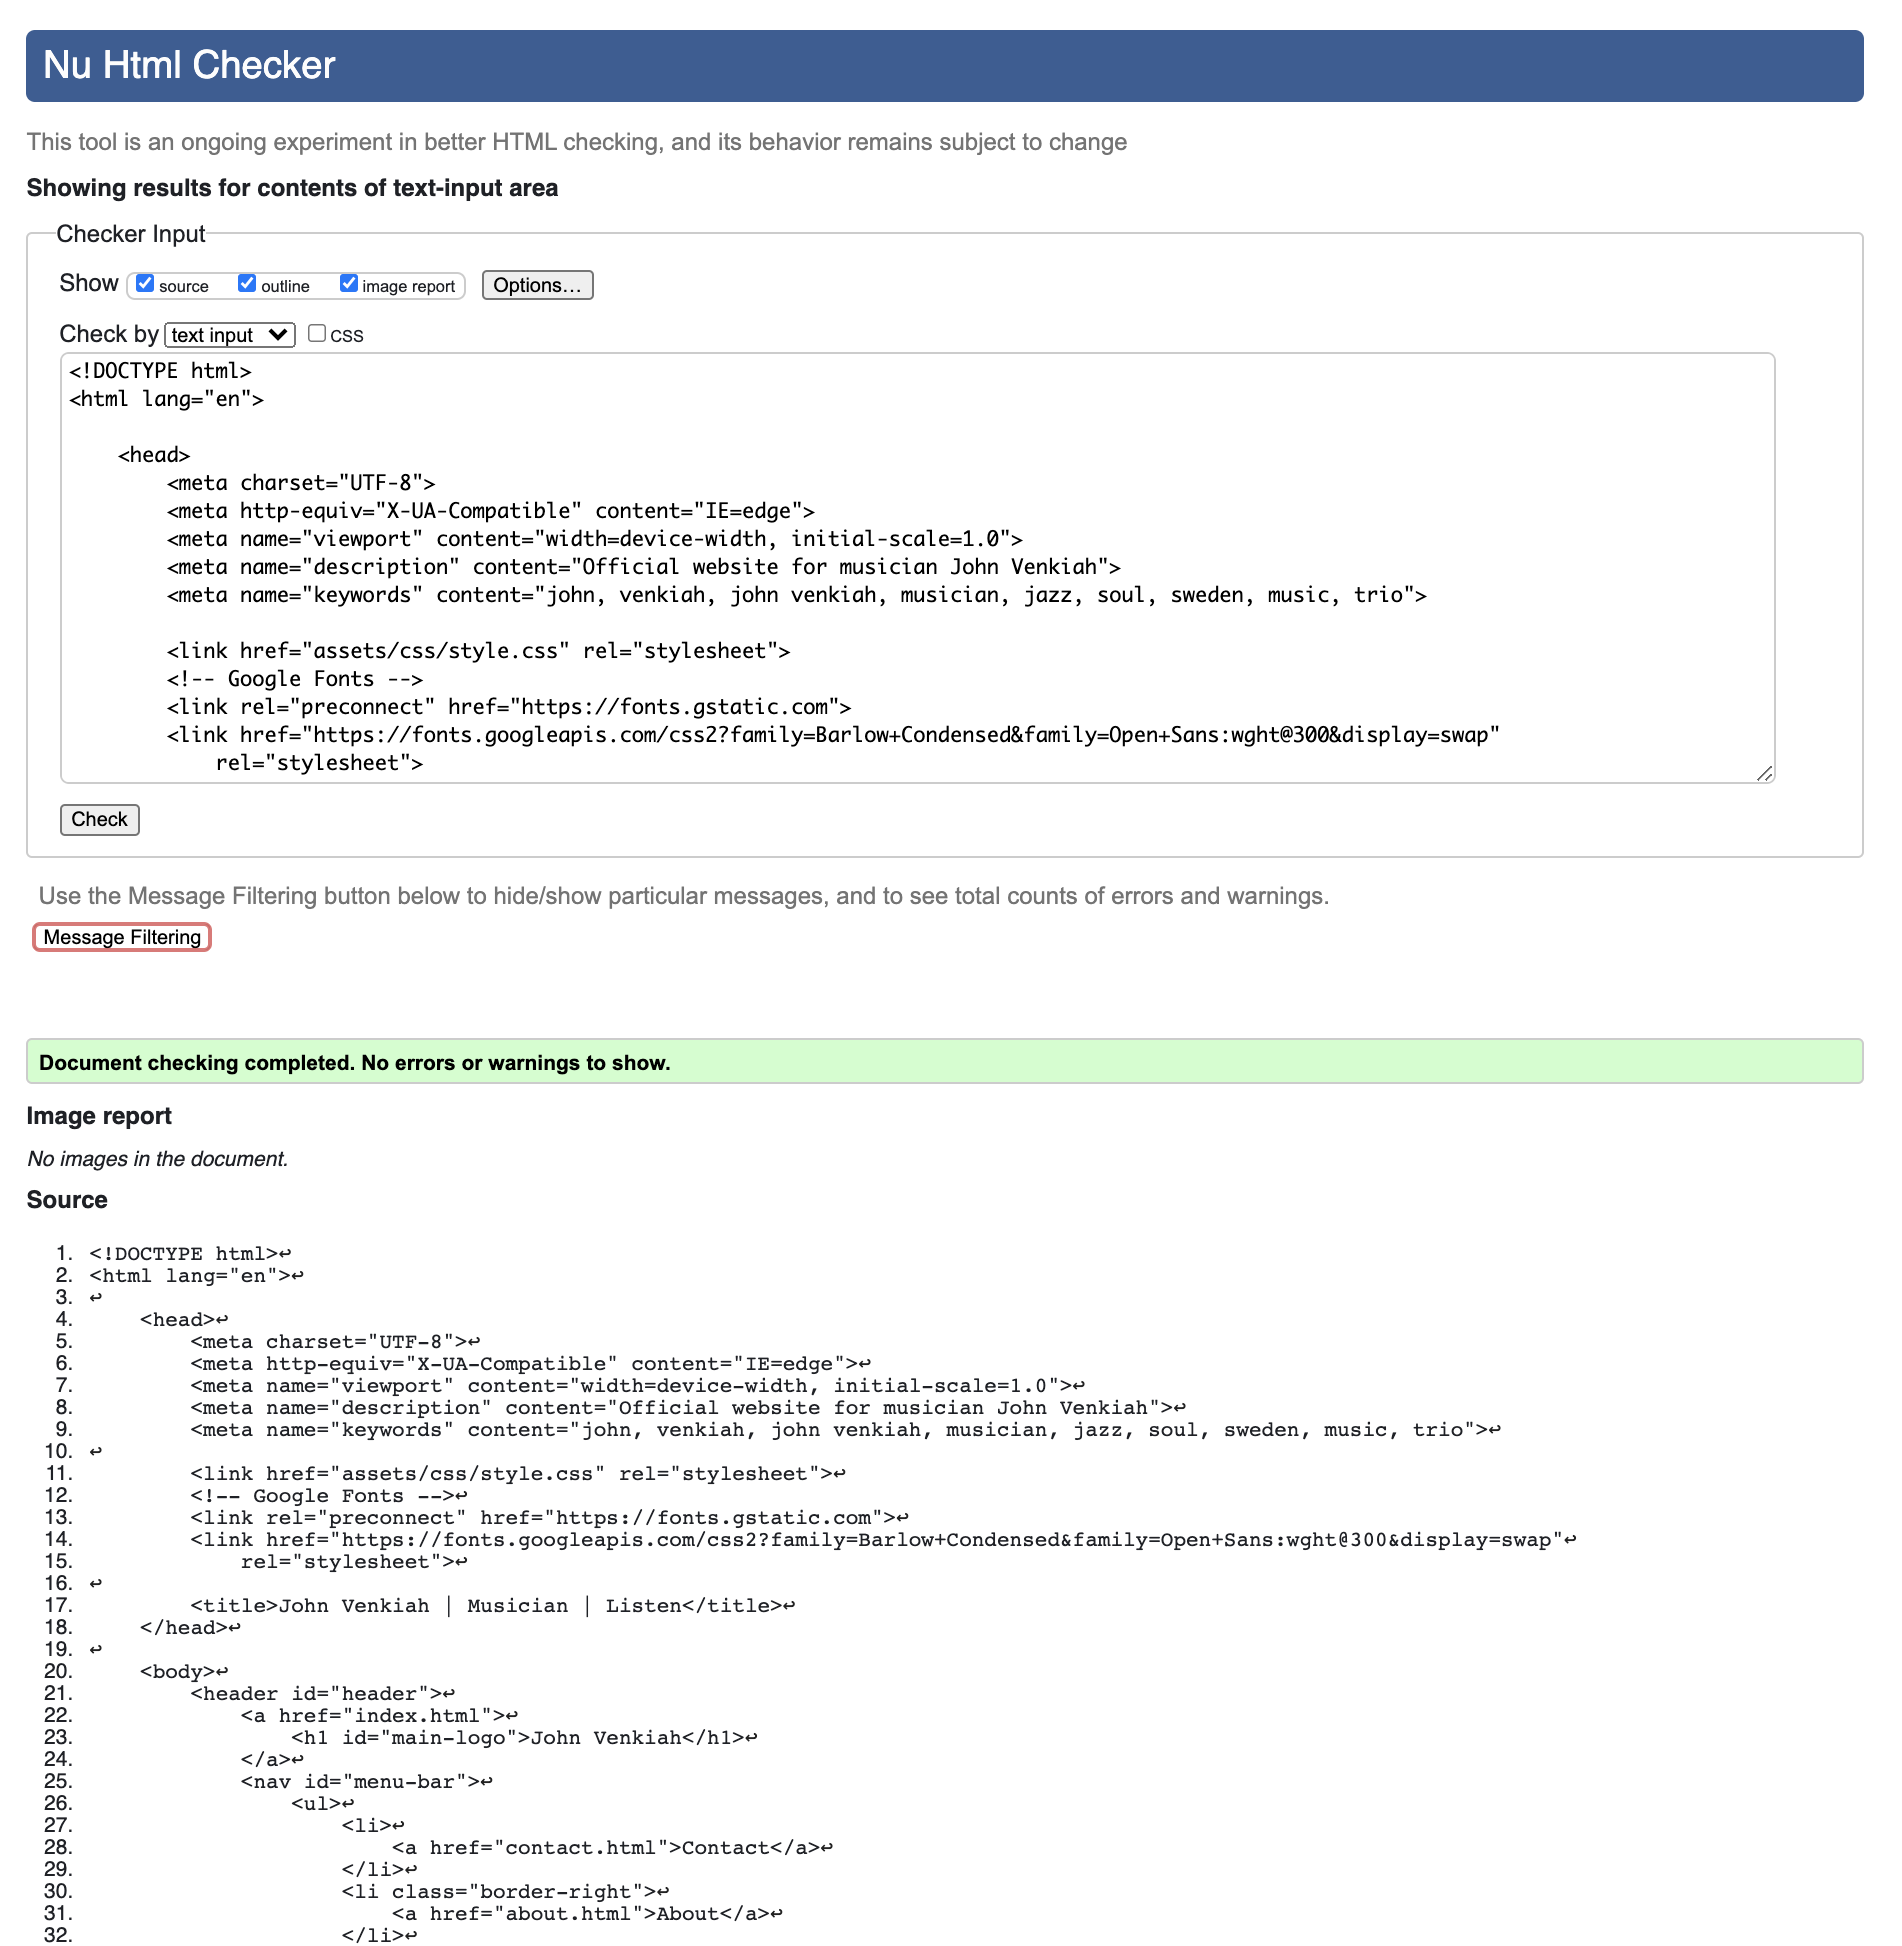 Nu Html Checker
This tool is an ongoing experiment in better HTML checking, and its behavior remains subject to change
Showing results for contents of text-input area
Checker Input
Show source outline image report Options...
Check by text input CSS
<!DOCTYPE html>
<html lang="en">
<head>
<meta charset="UTF-8">
<meta http-equiv="X-UA-Compatible" content="IE=edge">
<meta name="viewport" content="width=device-width, initial-scale=1.0">
<meta name="description" content="Official website for musician John Venkiah">
<meta name="keywords" content="john, venkiah, john venkiah, musician, jazz, soul, sweden, music, trio">
<link href="assets/css/style.css" rel="stylesheet">
<!-- Google Fonts -->
<link rel="preconnect" href="https://fonts.gstatic.com">
<link href="https://fonts.googleapis.com/css2?family=Barlow+Condensed&family=Open+Sans:wght@300&display=swap"
rel="stylesheet">
Check
Use the Message Filtering button below to hide/show particular messages, and to see total counts of errors and warnings.
Message Filtering
Document checking completed. No errors or warnings to show.
Image report
No images in the document.
Source
1. <!DOCTYPE html>↩
2. <html lang="en">↩
3. ↩
4. <head>↩
5. <meta charset="UTF-8">↩
6. <meta http-equiv="X-UA-Compatible" content="IE=edge">↩
7. <meta name="viewport" content="width=device-width, initial-scale=1.0">↩
8. <meta name="description" content="Official website for musician John Venkiah">↩
9. <meta name="keywords" content="john, venkiah, john venkiah, musician, jazz, soul, sweden, music, trio">↩
10. ↩
11. <link href="assets/css/style.css" rel="stylesheet">↩
12. <!-- Google Fonts -->↩
13. <link rel="preconnect" href="https://fonts.gstatic.com">↩
14. <link href="https://fonts.googleapis.com/css2?family=Barlow+Condensed&family=Open+Sans:wght@300&display=swap"↩
15. rel="stylesheet">↩
16. ↩
17. <title>John Venkiah | Musician | Listen</title>↩
18. </head>↩
19. ↩
20. <body>↩
21. <header id="header">↩
22. <a href="index.html">↩
23. <h1 id="main-logo">John Venkiah</h1>↩
24. </a>↩
25. <nav id="menu-bar">↩
26. <ul>↩
27. <li>↩
28. <a href="contact.html">Contact</a>↩
29. </li>↩
30. <li class="border-right">↩
31. <a href="about.html">About</a>↩
32. </li>↩